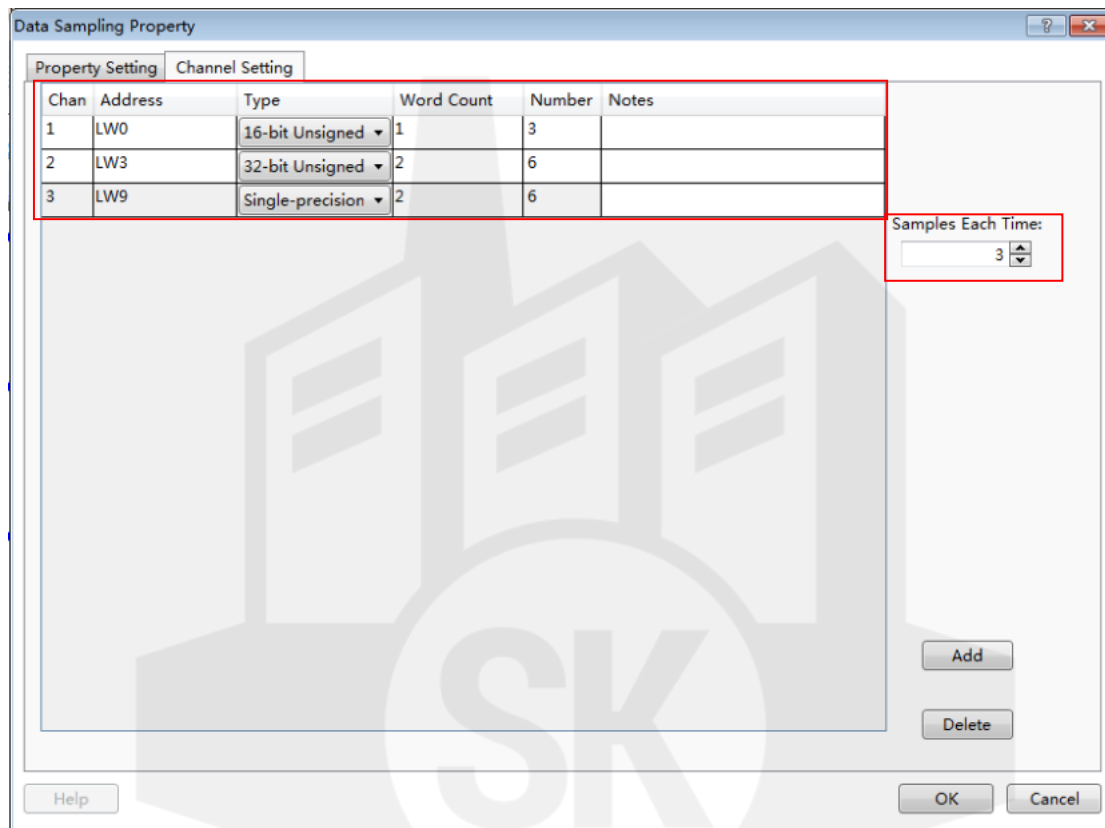 Data Sampling Property
Property Setting Channel Setting
Chan Address Type Word Count Number Notes
1 LW0 16-bit Unsigned 1 3
2 LW3 32-bit Unsigned 2 6
3 LW9 Single-precision 2 6
Samples Each Time:
3
Add
Delete
SK
Help OK Cancel